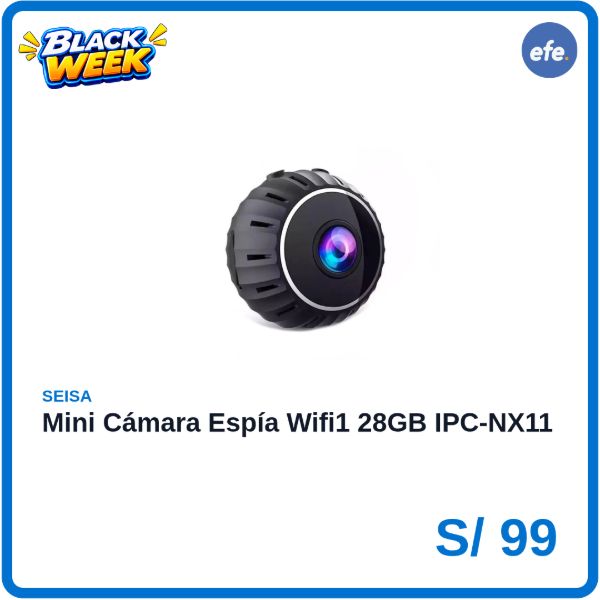 BLACK
WEEK
efe.
SEISA
Mini Cámara Espía Wifi1 28GB IPC-NX11
S/ 99